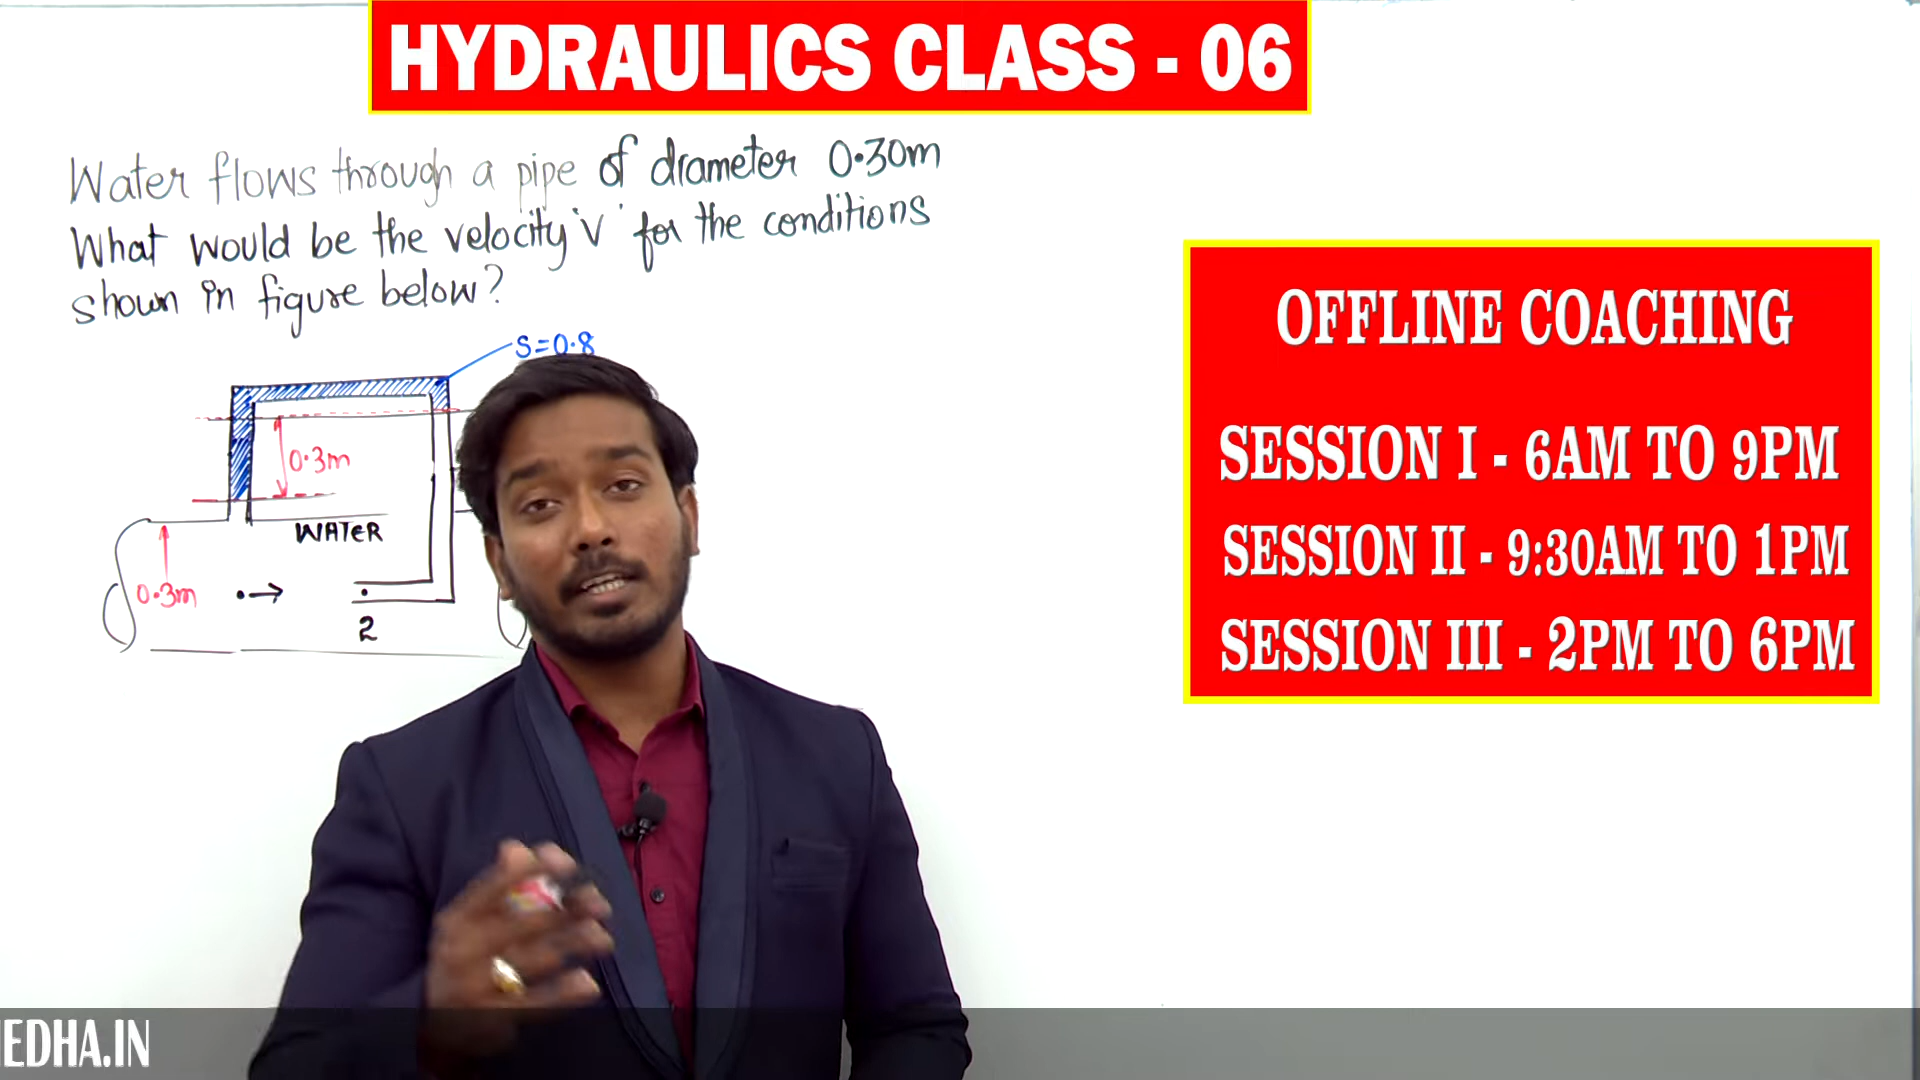 HYDRAULICS CLASS - 06
Water flows through a pipe of diameter 0.30m
What would be the velocity 'V' for the conditions
shown in figure below?
S=0.8
0.3m
WATER
0.3m
2
OFFLINE COACHING
SESSION I - 6AM TO 9PM
SESSION II - 9:30AM TO 1PM
SESSION III - 2PM TO 6PM
EDHA.IN